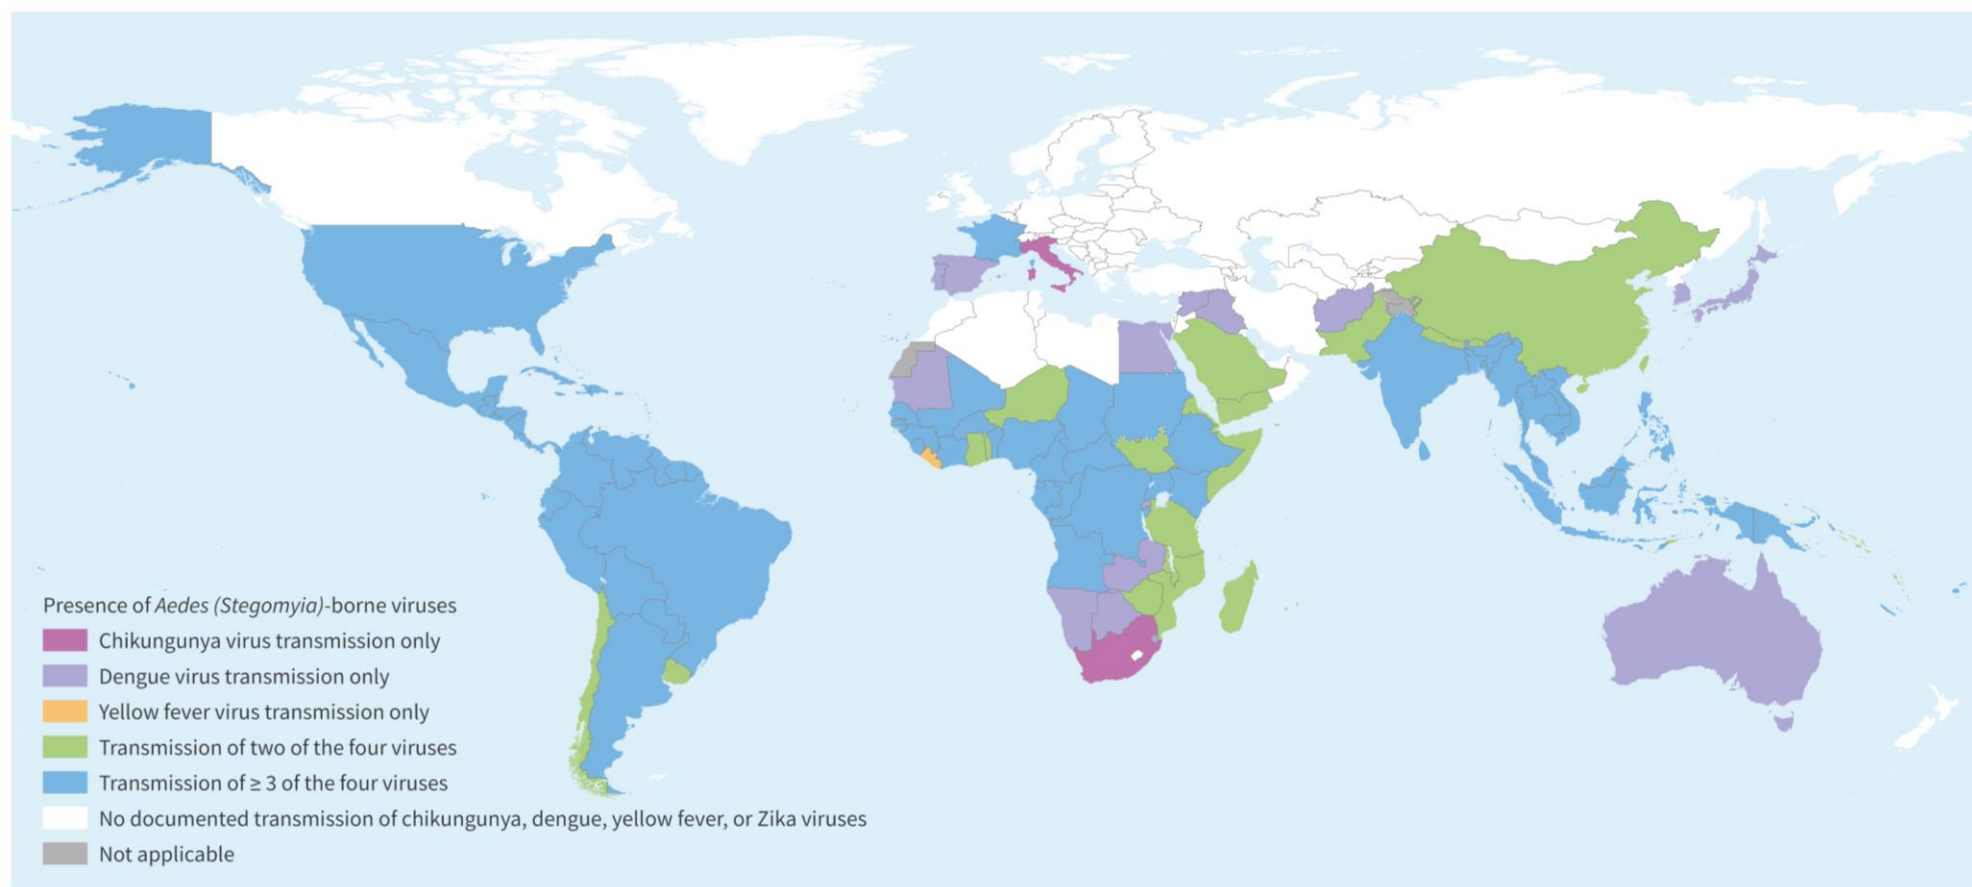 Presence of Aedes (Stegomyia)-borne viruses
Chikungunya virus transmission only
Dengue virus transmission only
Yellow fever virus transmission only
Transmission of two of the four viruses
Transmission of ≥ 3 of the four viruses
No documented transmission of chikungunya, dengue, yellow fever, or Zika viruses
Not applicable